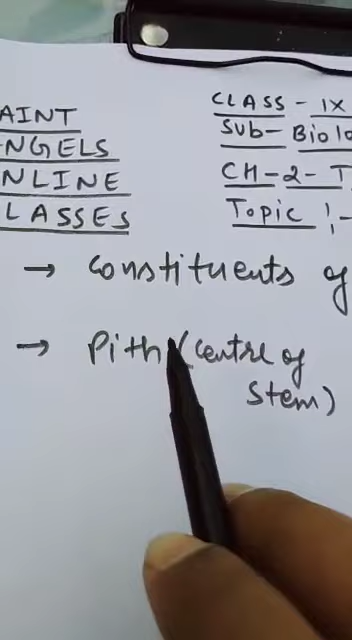 AINT
NGELS
NLINE
LASSES
CLASS - IX
Sub - Biolo
CH - 2 - T
Topic :-
→ Constituents of
→ Pith (centre of
stem)